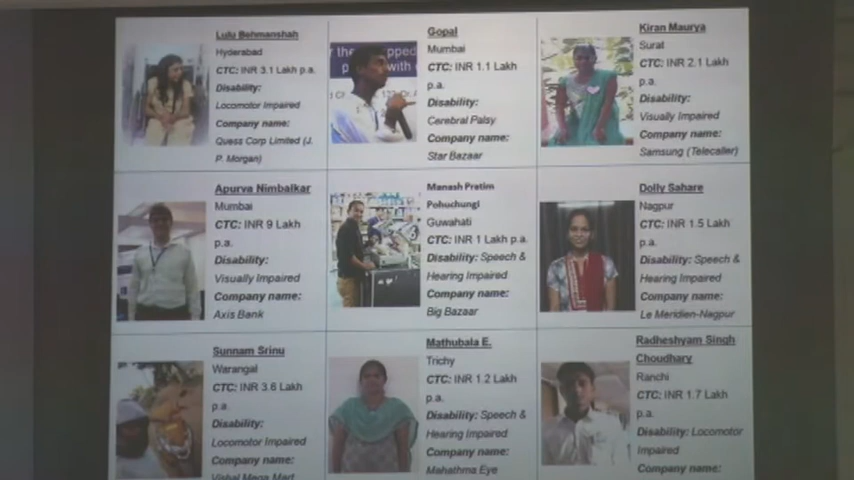 Lulu Behmanshah
Hyderabad
CTC: INR 3.1 Lakh p.a.
Disability:
Locomotor Impaired
Company name:
Quess Corp Limited (J.
P. Morgan)
Gopal
Mumbai
CTC: INR 1.1 Lakh
p.a.
Disability:
Cerebral Palsy
Company name:
Star Bazaar
Kiran Maurya
Surat
CTC: INR 2.1 Lakh
p.a.
Disability:
Visually Impaired
Company name:
Samsung (Telecaller)
Apurva Nimbalkar
Mumbai
CTC: INR 9 Lakh
p.a.
Disability:
Visually Impaired
Company name:
Axis Bank
Manash Pretim
Pohuchungi
Guwahati
CTC: INR 1 Lakh p.a.
Disability: Speech &
Hearing Impaired
Company name:
Big Bazaar
Dolly Sahare
Nagpur
CTC: INR 1.5 Lakh
p.a.
Disability: Speech &
Hearing Impaired
Company name:
Le Meridien-Nagpur
Sunnam Srinu
Warangal
CTC: INR 3.6 Lakh
p.a.
Disability:
Locomotor Impaired
Company name:
Vishal Mega Mart
Mathubala E.
Trichy
CTC: INR 1.2 Lakh
p.a.
Disability: Speech &
Hearing Impaired
Company name:
Mahathma Eye
Radheshyam Singh
Choudhary
Ranchi
CTC: INR 1.7 Lakh
p.a.
Disability: Locomotor
Impaired
Company name: